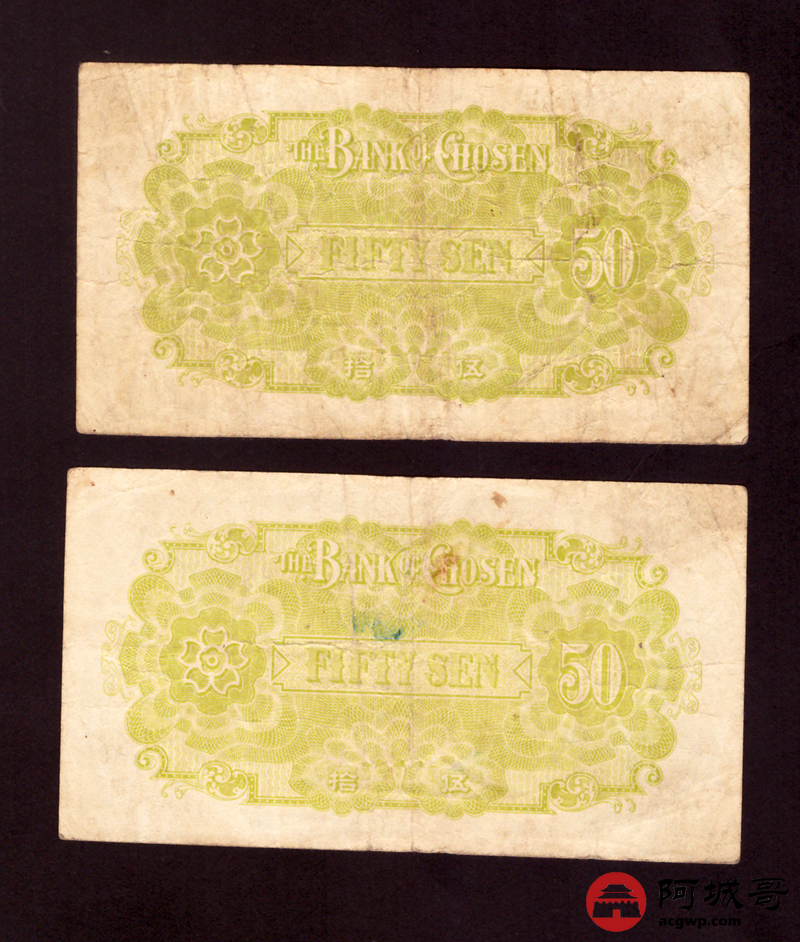 THE BANK OF CHOSEN
FIFTY SEN
50
拾 伍
THE BANK OF CHOSEN
FIFTY SEN
50
拾 伍
阿城哥
acgwp.com